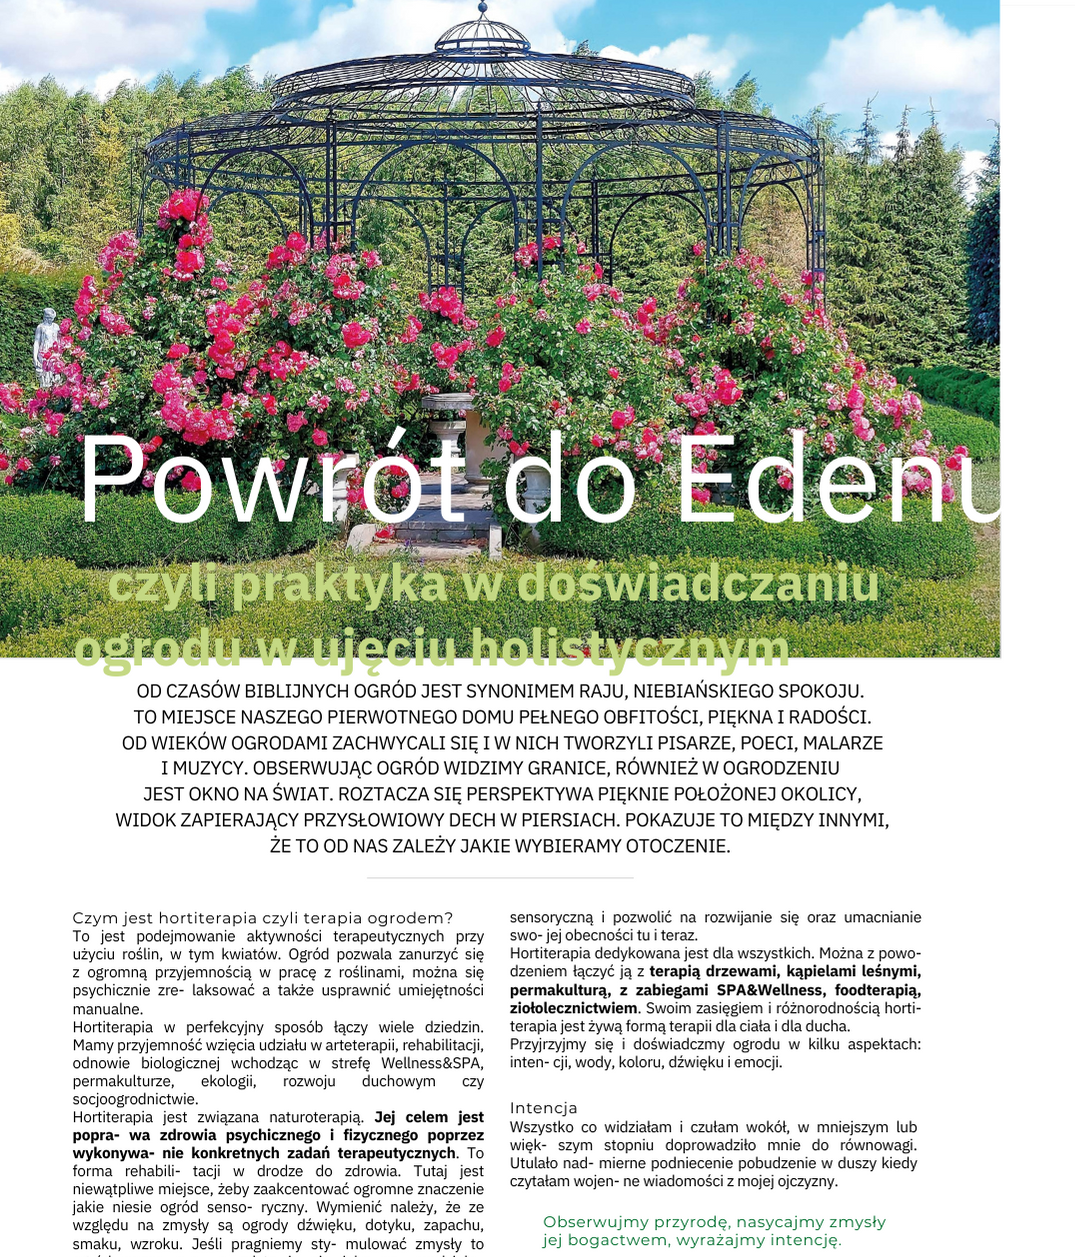 Powrót do Edenu
czyli praktyka w doświadczaniu
ogrodu w ujęciu holistycznym
OD CZASÓW BIBLIJNYCH OGRÓD JEST SYNONIMEM RAJU, NIEBIAŃSKIEGO SPOKOJU.
TO MIEJSCE NASZEGO PIERWOTNEGO DOMU PEŁNEGO OBFITOŚCI, PIĘKNA I RADOŚCI.
OD WIEKÓW OGRODAMI ZACHWYCALI SIĘ I W NICH TWORZYLI PISARZE, POECI, MALARZE
I MUZYCY. OBSERWUJĄC OGRÓD WIDZIMY GRANICE, RÓWNIEŻ W OGRODZENIU
JEST OKNO NA ŚWIAT. ROZTACZA SIĘ PERSPEKTYWA PIĘKNIE POŁOŻONEJ OKOLICY,
WIDOK ZAPIERAJĄCY PRZYSŁOWIOWY DECH W PIERSIACH. POKAZUJE TO MIĘDZY INNYMI,
ŻE TO OD NAS ZALEŻY JAKIE WYBIERAMY OTOCZENIE.
Czym jest hortiterapia czyli terapia ogrodem?
To jest podejmowanie aktywności terapeutycznych przy
użyciu roślin, w tym kwiatów. Ogród pozwala zanurzyć się
z ogromną przyjemnością w pracę z roślinami, można się
psychicznie zre- laksować a także usprawnić umiejętności
manualne.
Hortiterapia w perfekcyjny sposób łączy wiele dziedzin.
Mamy przyjemność wzięcia udziału w arteterapii, rehabilitacji,
odnowie biologicznej wchodząc w strefę Wellness&SPA,
permakulturze, ekologii, rozwoju duchowym czy
socjoogrodnictwie.
Hortiterapia jest związana naturoterapią. Jej celem jest
popra- wa zdrowia psychicznego i fizycznego poprzez
wykonywa- nie konkretnych zadań terapeutycznych. To
forma rehabili- tacji w drodze do zdrowia. Tutaj jest
niewątpliwe miejsce, żeby zaakcentować ogromne znaczenie
jakie niesie ogród senso- ryczny. Wymienić należy, że ze
względu na zmysły są ogrody dźwięku, dotyku, zapachu,
smaku, wzroku. Jeśli pragniemy sty- mulować zmysły to
sensoryczną i pozwolić na rozwijanie się oraz umacnianie
swo- jej obecności tu i teraz.
Hortiterapia dedykowana jest dla wszystkich. Można z powo-
dzeniem łączyć ją z terapią drzewami, kąpielami leśnymi,
permakulturą, z zabiegami SPA&Wellness, foodterapią,
ziołolecznictwiem. Swoim zasięgiem i różnorodnością horti-
terapia jest żywą formą terapii dla ciała i dla ducha.
Przyjrzyjmy się i doświadczmy ogrodu w kilku aspektach:
inten- cji, wody, koloru, dźwięku i emocji.
Intencja
Wszystko co widziałam i czułam wokół, w mniejszym lub
więk- szym stopniu doprowadziło mnie do równowagi.
Utulało nad- mierne podniecenie pobudzenie w duszy kiedy
czytałam wojen- ne wiadomości z mojej ojczyzny.
Obserwujmy przyrodę, nasycajmy zmysły
jej bogactwem, wyrażajmy intencję.